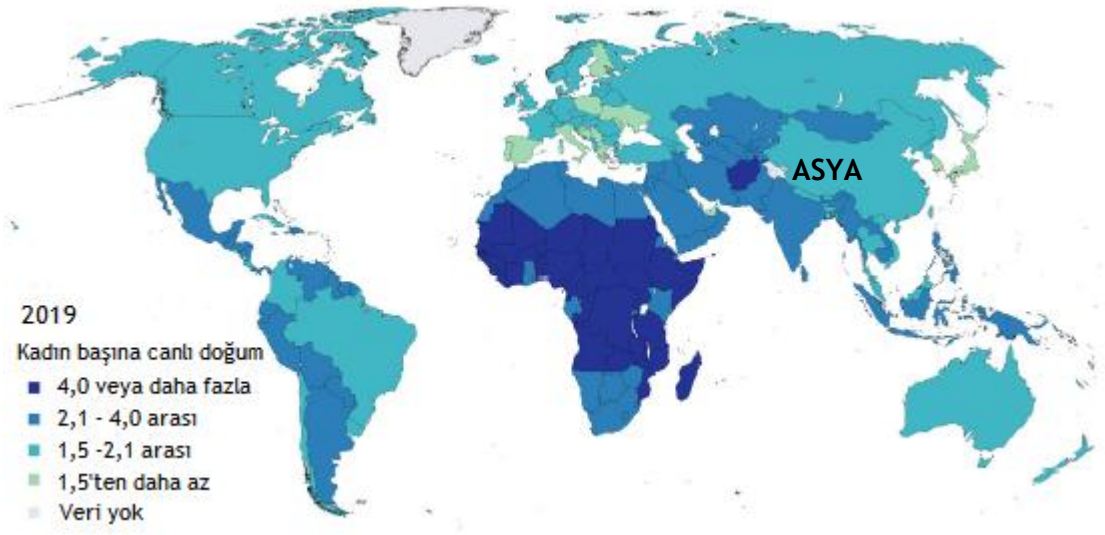 ASYA
2019
Kadın başına canlı doğum
4,0 veya daha fazla
2,1 - 4,0 arası
1,5 -2,1 arası
1,5'ten daha az
Veri yok